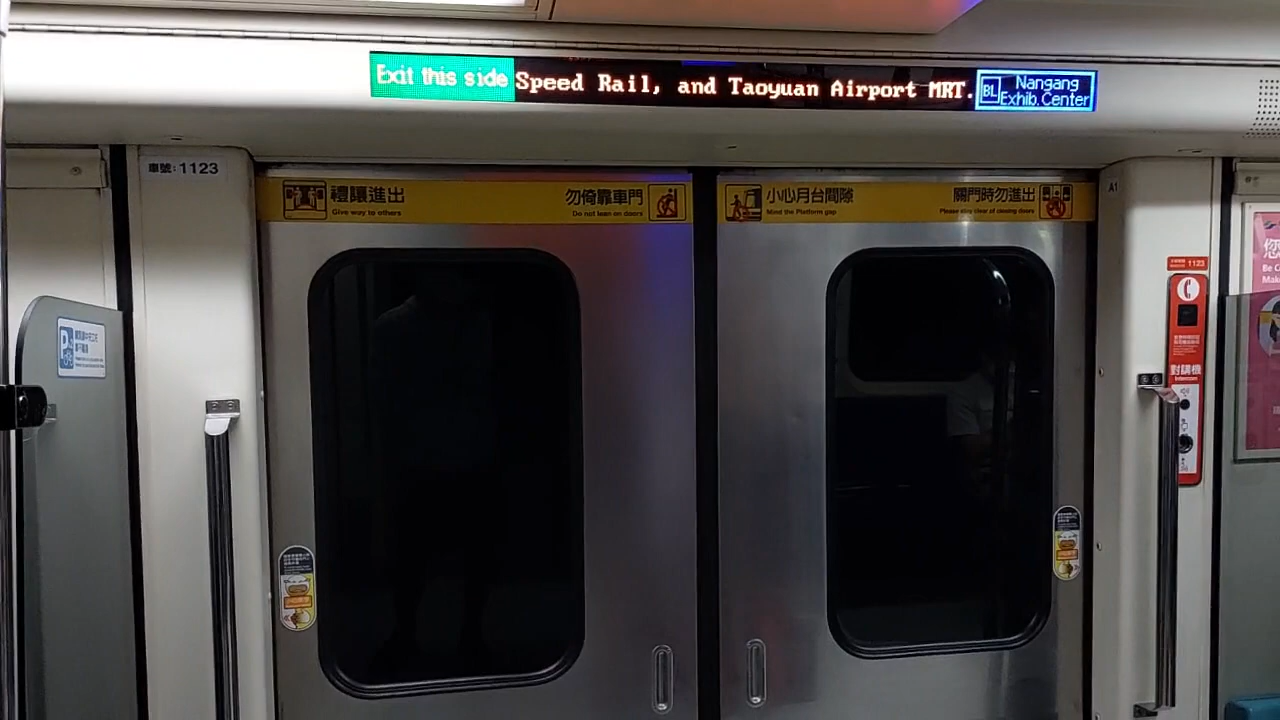 Exit this side
Speed Rail, and Taoyuan Airport MRT.
BL
Nangang
Exhib. Center
車號:1123
禮讓進出
Give way to others
勿倚靠車門
Do not lean on doors
小心月台間隙
Mind the Platform gap
關門時勿進出
Please stay clear of closing doors
A1
1123
對講機
Intercom
P
您